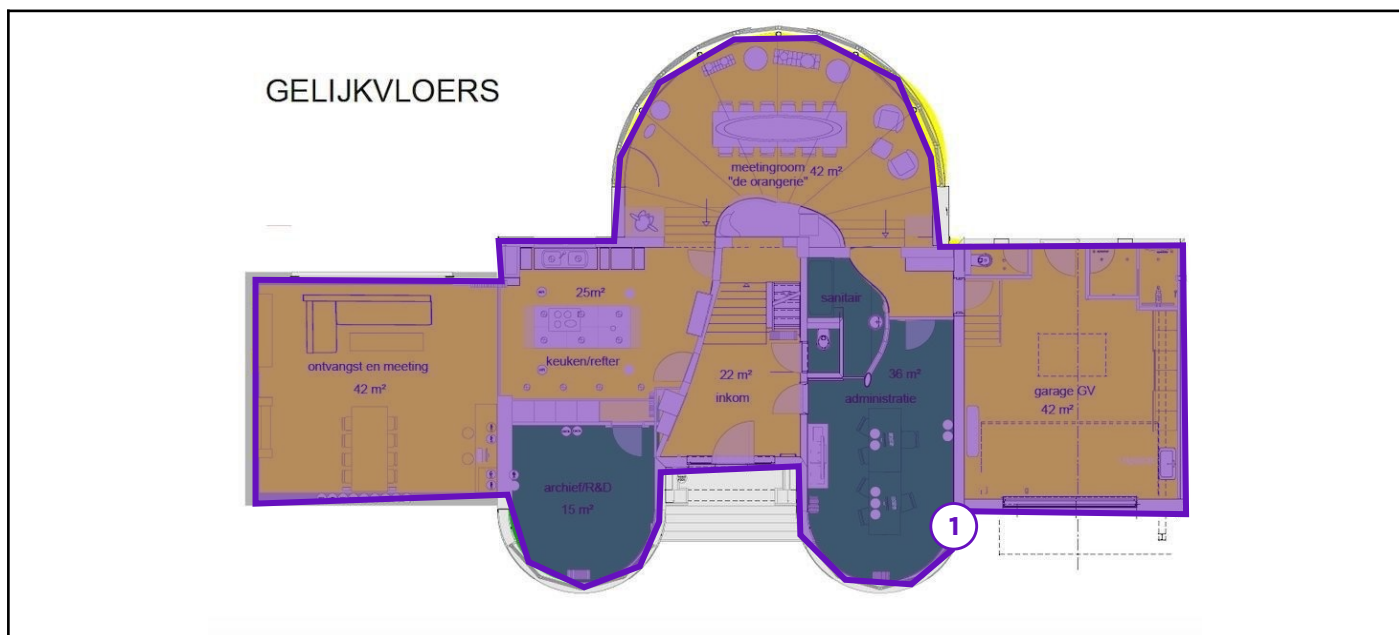 GELIJKVLOERS
meetingroom 42 m²
"de orangerie"
25m²
sanitair
ontvangst en meeting
42 m²
keuken/refter
22 m²
inkom
36 m²
administratie
garage GV
42 m²
archief/R&D
15 m²
1